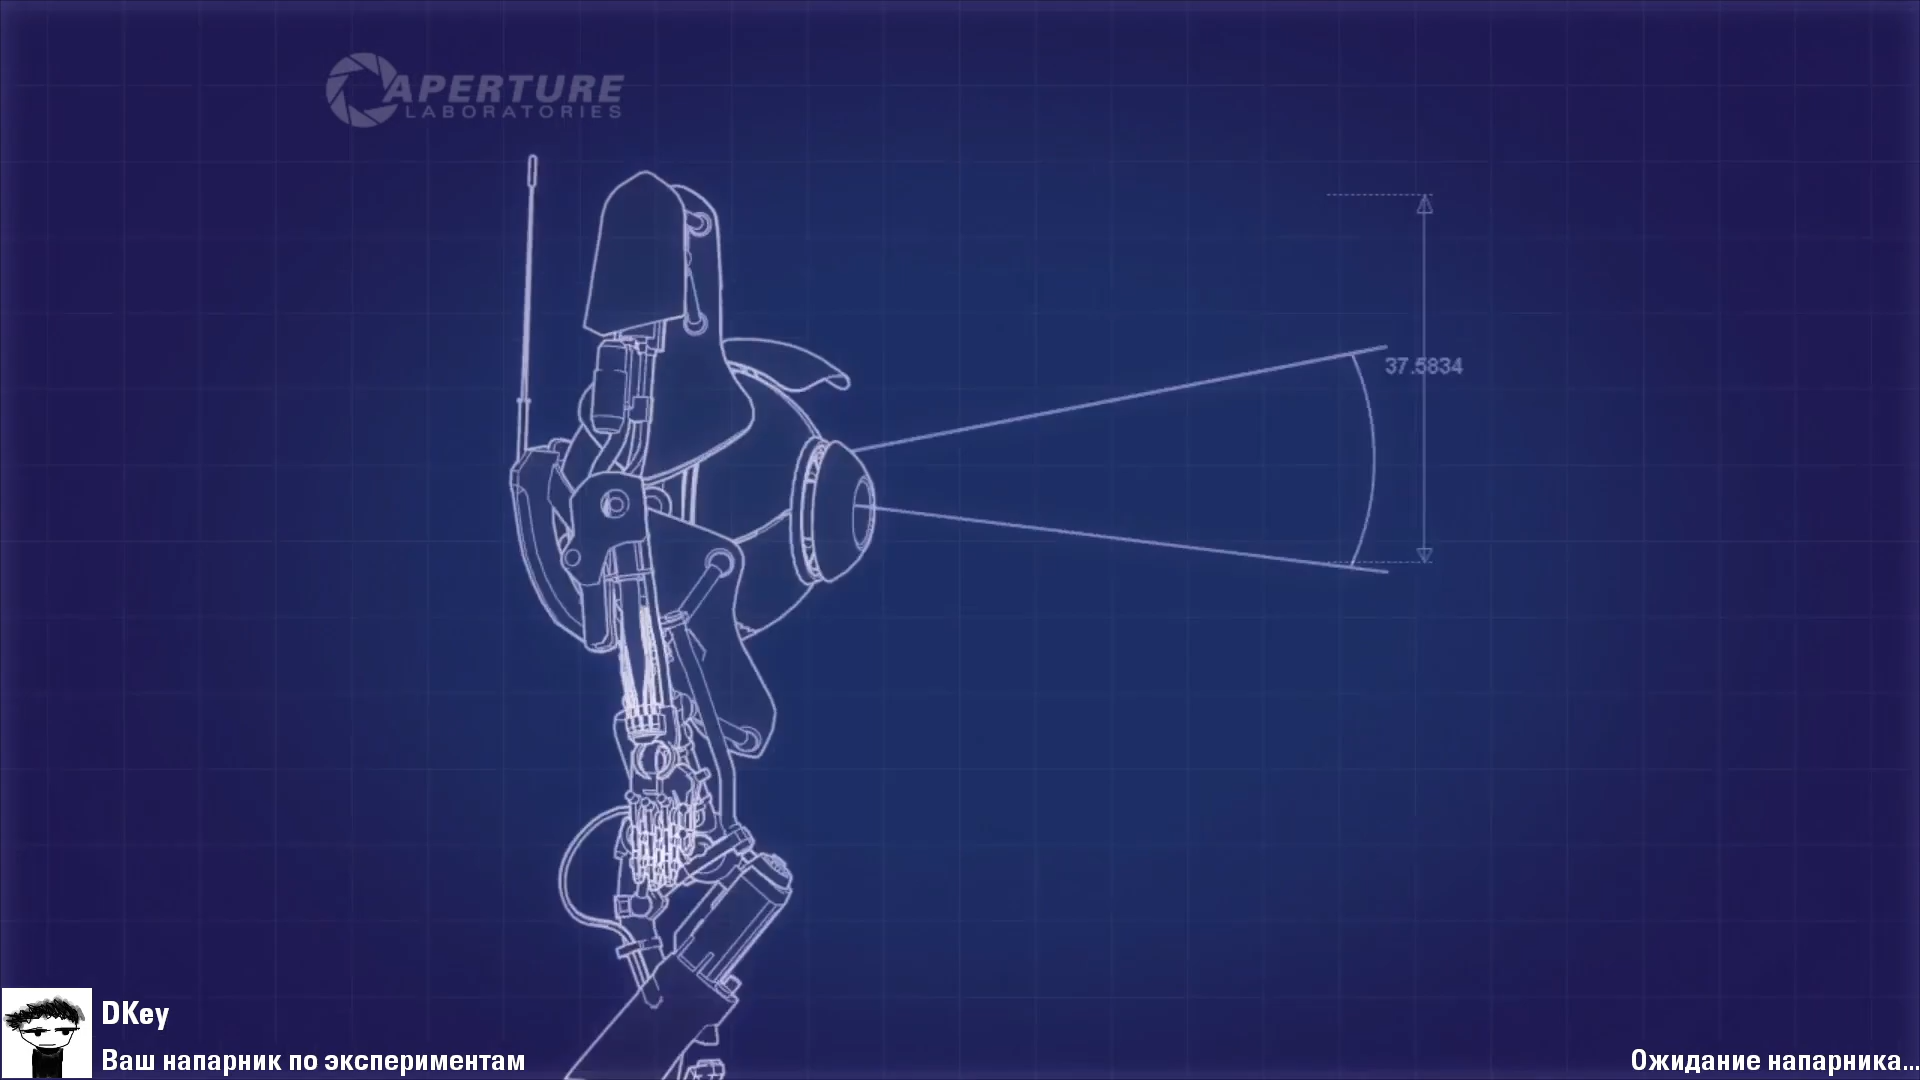 APERTURE
LABORATORIES
37.5834
DKey
Ваш напарник по экспериментам
Ожидание напарника...